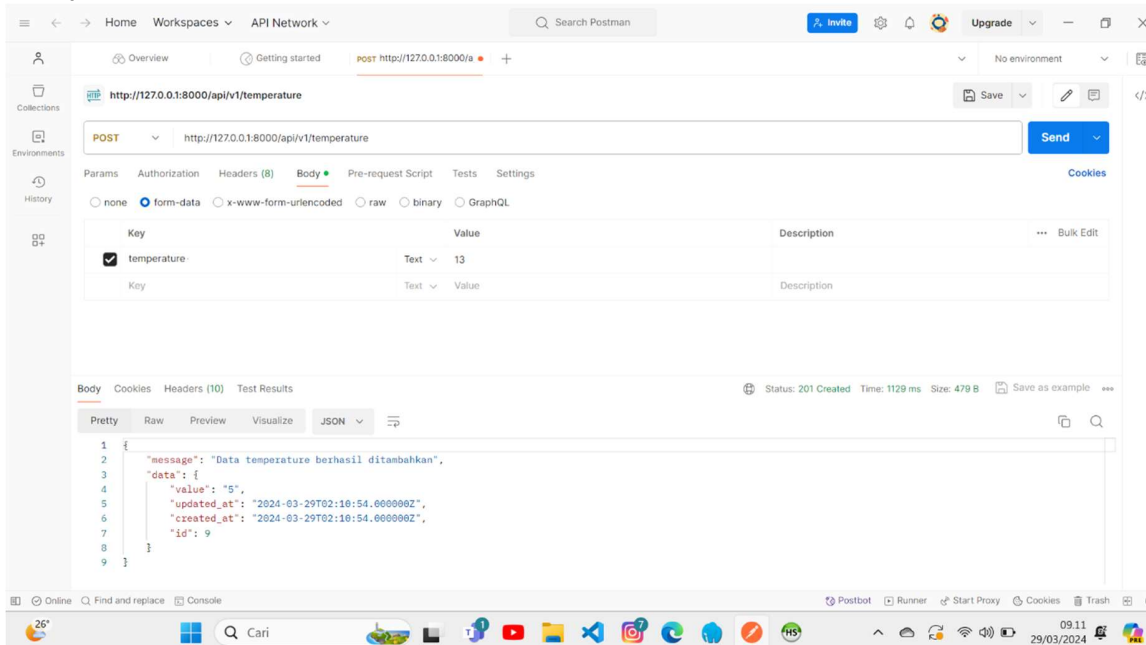 Home Workspaces API Network Search Postman Invite Upgrade
Overview Getting started POST http://127.0.0.1:8000/a No environment
Collections
Environments
History
HTTP http://127.0.0.1:8000/api/v1/temperature Save
POST http://127.0.0.1:8000/api/v1/temperature Send
Params Authorization Headers (8) Body Pre-request Script Tests Settings Cookies
none form-data x-www-form-urlencoded raw binary GraphQL
Key Value Description Bulk Edit
temperature Text 13
Key Text Value Description
Body Cookies Headers (10) Test Results Status: 201 Created Time: 1129 ms Size: 479 B Save as example
Pretty Raw Preview Visualize JSON
1 {
2 "message": "Data temperature berhasil ditambahkan",
3 "data": {
4 "value": "5",
5 "updated_at": "2024-03-29T02:10:54.000000Z",
6 "created_at": "2024-03-29T02:10:54.000000Z",
7 "id": 9
8 }
9 }
Online Find and replace Console Postbot Runner Start Proxy Cookies Trash
26° Cari 1 7 HS 09.11
29/03/2024 PRE